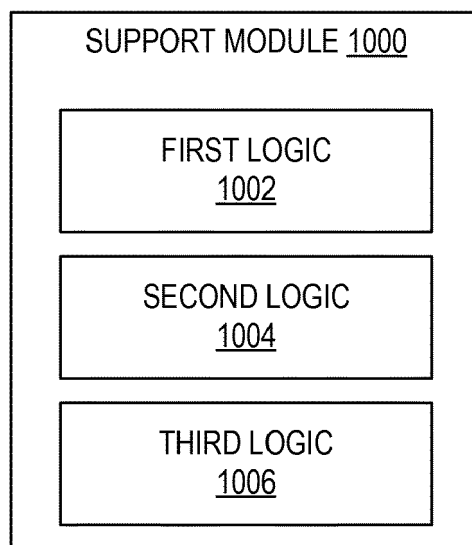 SUPPORT MODULE 1000
FIRST LOGIC
1002
SECOND LOGIC
1004
THIRD LOGIC
1006